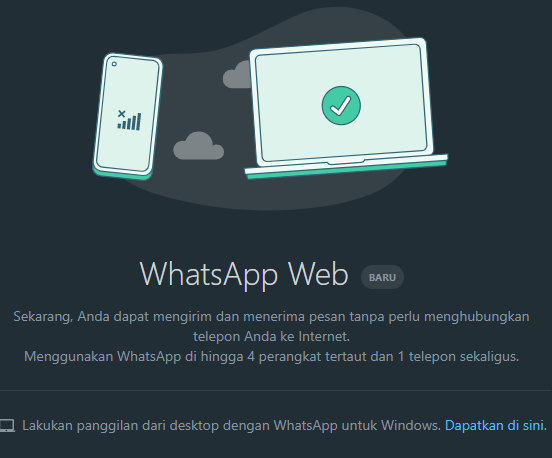 WhatsApp Web BARU
Sekarang, Anda dapat mengirim dan menerima pesan tanpa perlu menghubungkan
telepon Anda ke Internet.
Menggunakan WhatsApp di hingga 4 perangkat tertaut dan 1 telepon sekaligus.
Lakukan panggilan dari desktop dengan WhatsApp untuk Windows. Dapatkan di sini.